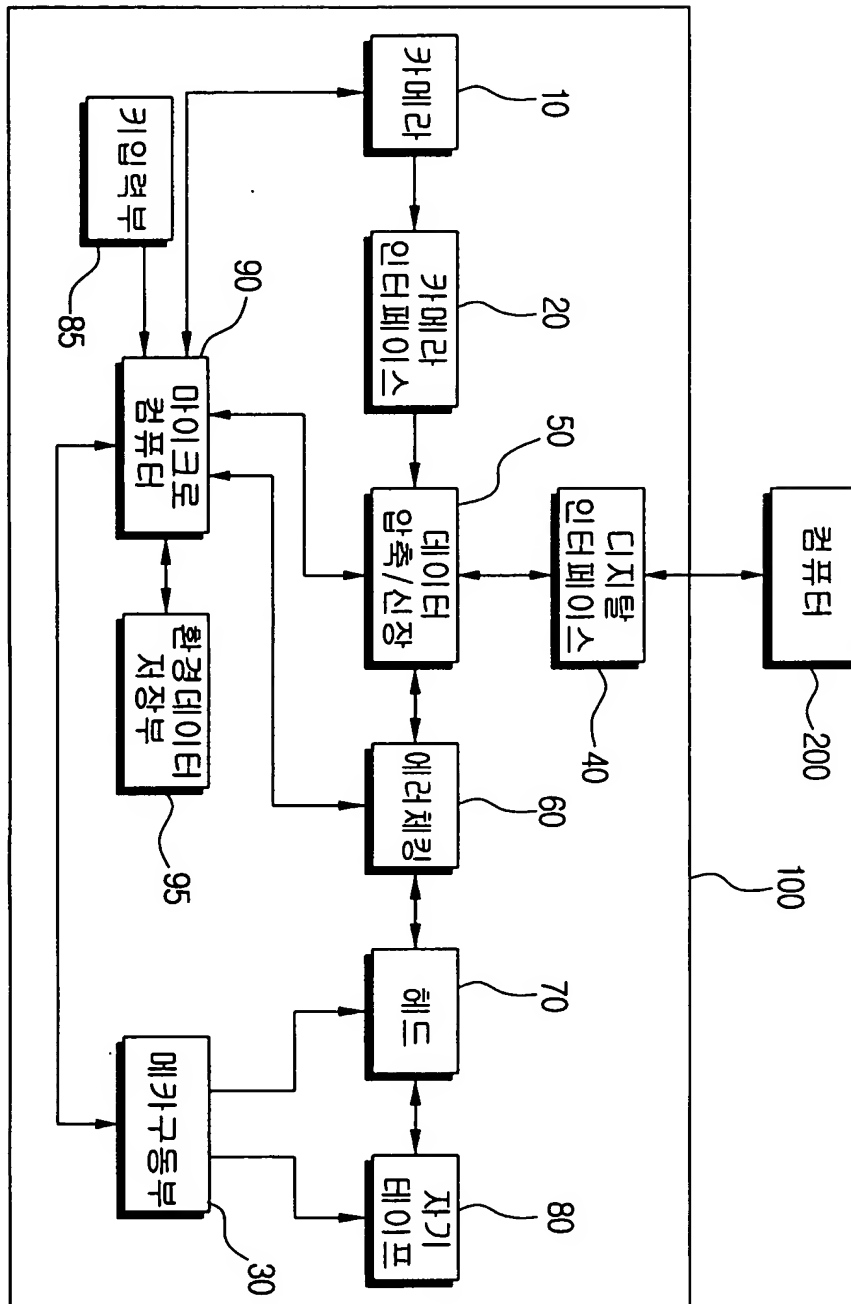 컴퓨터
200
100
디지탈
인터페이스
40
10
카메라
20
카메라
인터페이스
50
데이터
압축/신장
에러체킹
60
헤드
70
자기
테이프
80
키입력부
85
90
마이크로
컴퓨터
환경데이터
저장부
95
메카구동부
30